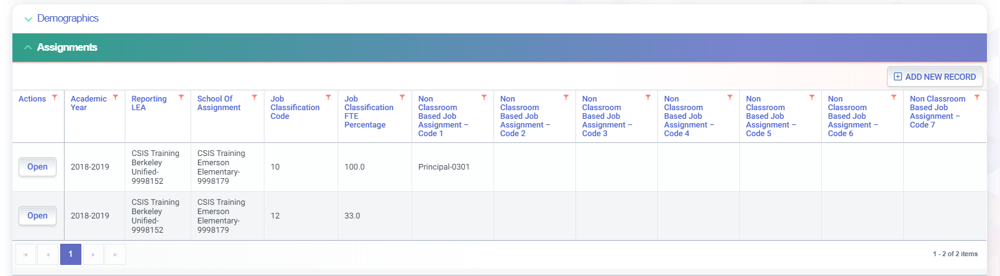 Demographics
Assignments
ADD NEW RECORD
Actions
Academic
Year
Reporting
LEA
School Of
Assignment
Job
Classification
Code
Job
Classification
FTE
Percentage
Non
Classroom
Based Job
Assignment –
Code 1
Non
Classroom
Based Job
Assignment –
Code 2
Non
Classroom
Based Job
Assignment –
Code 3
Non
Classroom
Based Job
Assignment –
Code 4
Non
Classroom
Based Job
Assignment –
Code 5
Non
Classroom
Based Job
Assignment –
Code 6
Non Classroom
Based Job
Assignment –
Code 7
Open
2018-2019
CSIS Training
Berkeley
Unified-
9998152
CSIS Training
Emerson
Elementary-
9998179
10
100.0
Principal-0301
Open
2018-2019
CSIS Training
Berkeley
Unified-
9998152
CSIS Training
Emerson
Elementary-
9998179
12
33.0
1
1 - 2 of 2 items